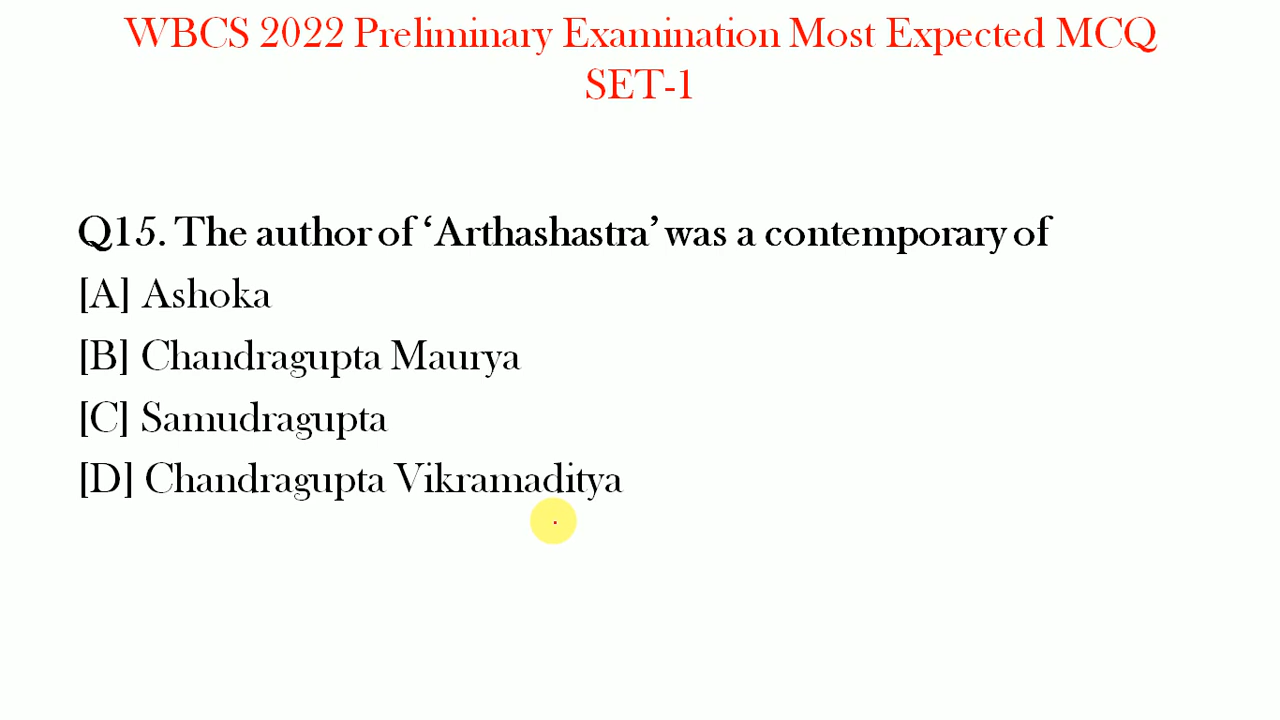 WBCS 2022 Preliminary Examination Most Expected MCQ
SET-1
Q15. The author of ‘Arthashastra’ was a contemporary of
[A] Ashoka
[B] Chandragupta Maurya
[C] Samudragupta
[D] Chandragupta Vikramaditya